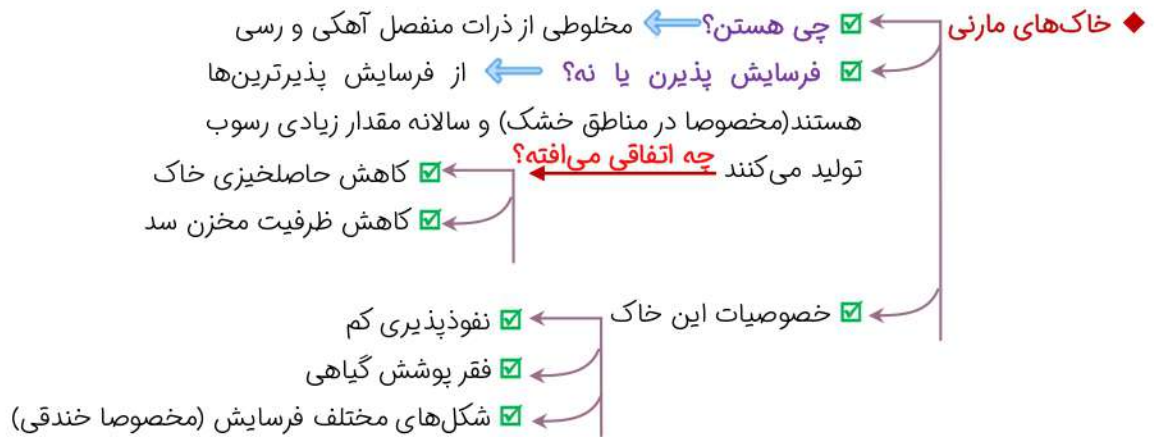 ◆ خاک‌های مارنی
چی هستن؟ مخلوطی از ذرات منفصل آهکی و رسی
فرسایش پذیرن یا نه؟ از فرسایش پذیرترین‌ها
هستند(مخصوصا در مناطق خشک) و سالانه مقدار زیادی رسوب
تولید می‌کنند چه اتفاقی می‌افته؟
کاهش حاصلخیزی خاک
کاهش ظرفیت مخزن سد
خصوصیات این خاک
نفوذپذیری کم
فقر پوشش گیاهی
شکل‌های مختلف فرسایش (مخصوصا خندقی)